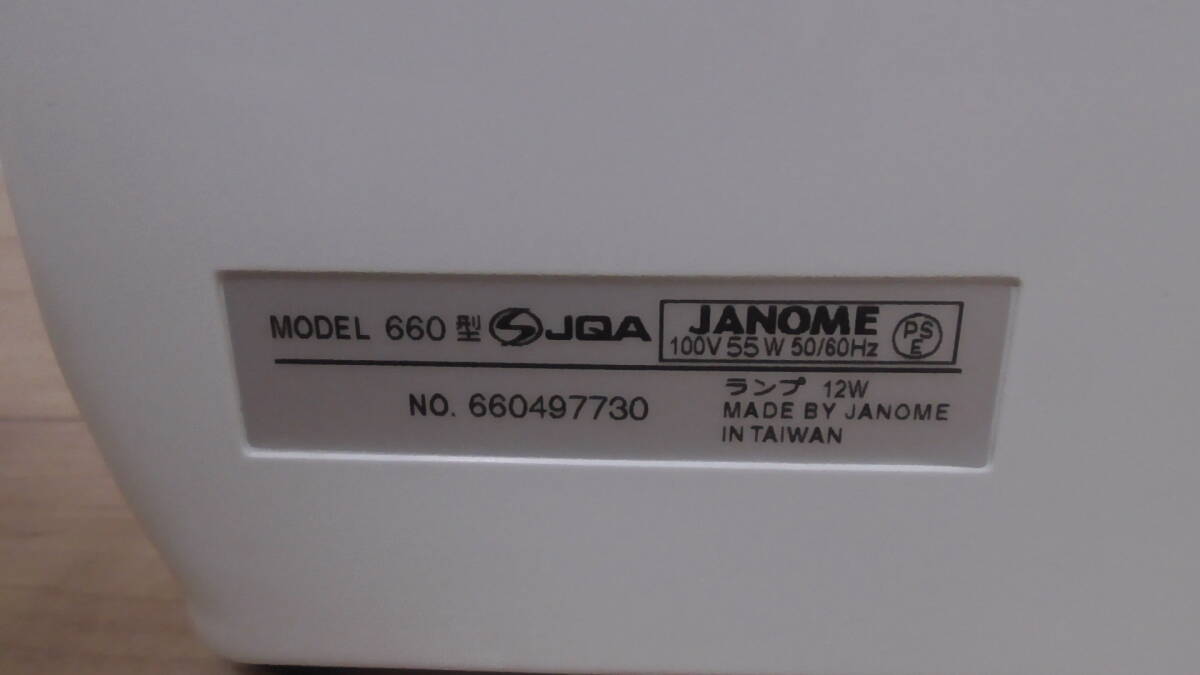 MODEL 660 型 JQA JANOME
100V 55W 50/60Hz PSE
NO. 660497730
ランプ 12W
MADE BY JANOME
IN TAIWAN